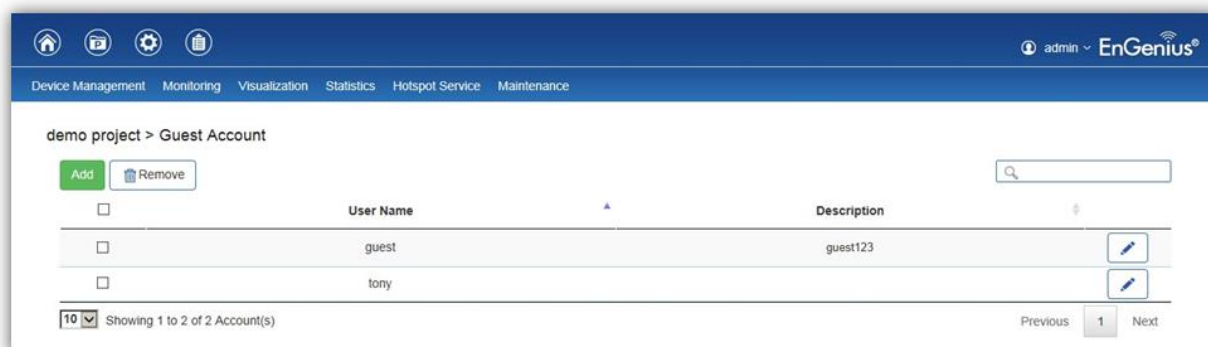 admin EnGenius®
Device Management Monitoring Visualization Statistics Hotspot Service Maintenance
demo project > Guest Account
Add Remove
User Name Description
guest guest123
tony
10 Showing 1 to 2 of 2 Account(s) Previous 1 Next